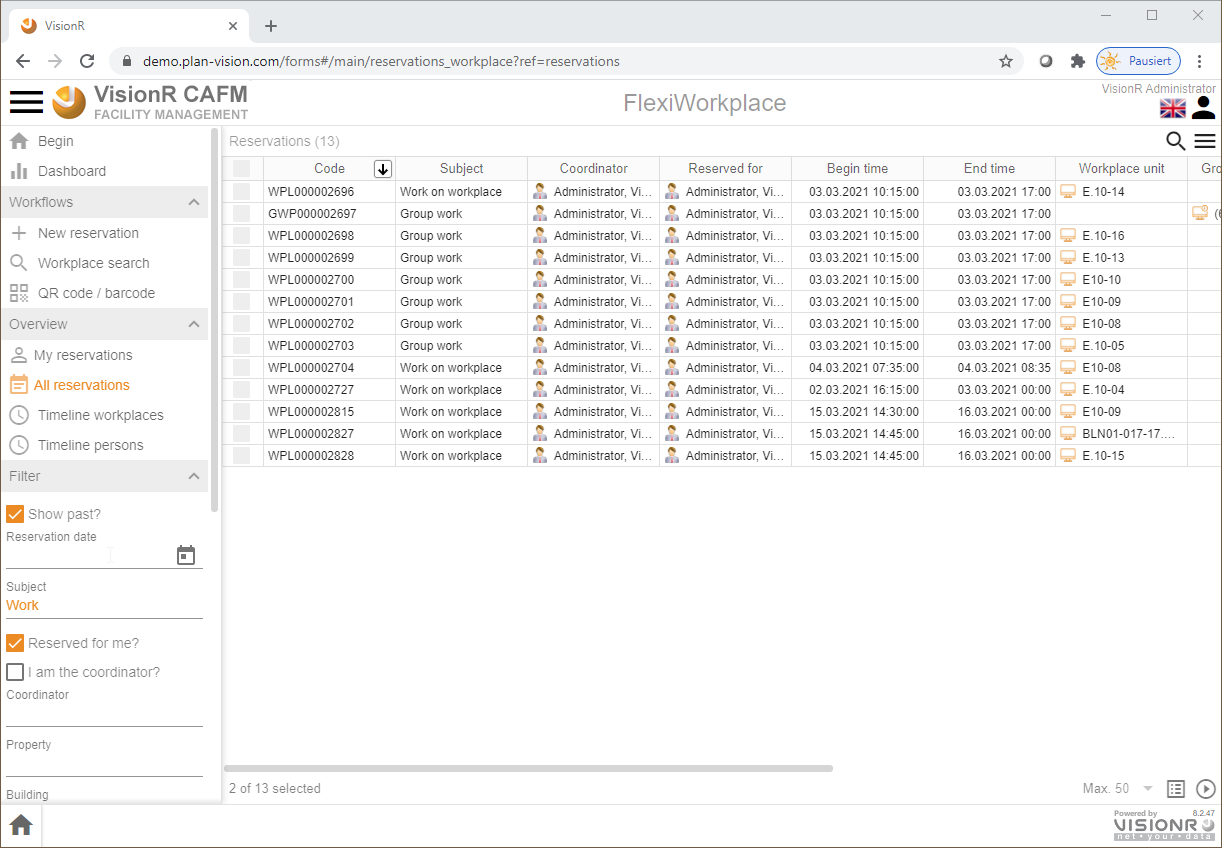 VisionR
demo.plan-vision.com/forms#/main/reservations_workplace?ref=reservations
Pausiert
VisionR CAFM
FACILITY MANAGEMENT
FlexiWorkplace
VisionR Administrator
Begin
Dashboard
Workflows
New reservation
Workplace search
QR code / barcode
Overview
My reservations
All reservations
Timeline workplaces
Timeline persons
Filter
Show past?
Reservation date
Subject
Work
Reserved for me?
I am the coordinator?
Coordinator
Property
Building
Reservations (13)
Code Subject Coordinator Reserved for Begin time End time Workplace unit Gro
WPL000002696 Work on workplace Administrator, Vi... Administrator, Vi... 03.03.2021 10:15:00 03.03.2021 17:00 E.10-14
GWP000002697 Group work Administrator, Vi... Administrator, Vi... 03.03.2021 10:15:00 03.03.2021 17:00 (6
WPL000002698 Group work Administrator, Vi... Administrator, Vi... 03.03.2021 10:15:00 03.03.2021 17:00 E.10-16
WPL000002699 Group work Administrator, Vi... Administrator, Vi... 03.03.2021 10:15:00 03.03.2021 17:00 E.10-13
WPL000002700 Group work Administrator, Vi... Administrator, Vi... 03.03.2021 10:15:00 03.03.2021 17:00 E10-10
WPL000002701 Group work Administrator, Vi... Administrator, Vi... 03.03.2021 10:15:00 03.03.2021 17:00 E10-09
WPL000002702 Group work Administrator, Vi... Administrator, Vi... 03.03.2021 10:15:00 03.03.2021 17:00 E10-08
WPL000002703 Group work Administrator, Vi... Administrator, Vi... 03.03.2021 10:15:00 03.03.2021 17:00 E10-05
WPL000002704 Work on workplace Administrator, Vi... Administrator, Vi... 04.03.2021 07:35:00 04.03.2021 08:35 E10-08
WPL000002727 Work on workplace Administrator, Vi... Administrator, Vi... 02.03.2021 16:15:00 03.03.2021 00:00 E.10-04
WPL000002815 Work on workplace Administrator, Vi... Administrator, Vi... 15.03.2021 14:30:00 16.03.2021 00:00 E10-09
WPL000002827 Work on workplace Administrator, Vi... Administrator, Vi... 15.03.2021 14:45:00 16.03.2021 00:00 BLN01-017-17....
WPL000002828 Work on workplace Administrator, Vi... Administrator, Vi... 15.03.2021 14:45:00 16.03.2021 00:00 E.10-15
2 of 13 selected
Max. 50
Powered by 8.2.47
VISIONR
net•your•data